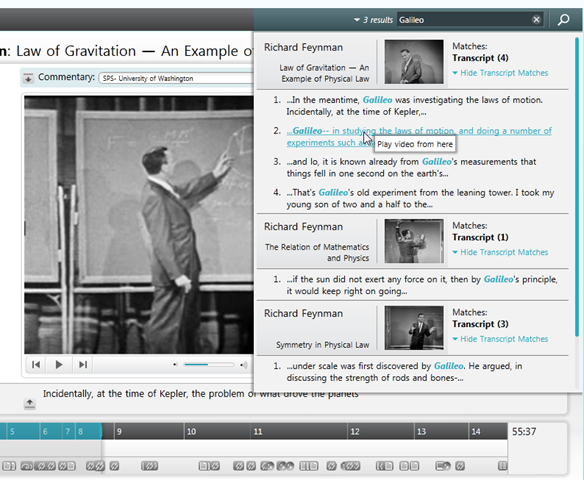 3 results Galileo
n: Law of Gravitation — An Example of
Commentary: SPS- University of Washington
Richard Feynman
Law of Gravitation — An
Example of Physical Law
Matches:
Transcript (4)
Hide Transcript Matches
1. ...In the meantime, Galileo was investigating the laws of motion.
Incidentally, at the time of Kepler,...
2. ...Galileo-- in studying the laws of motion, and doing a number of
experiments such a
Play video from here
3. ...and lo, it is known already from Galileo's measurements that
things fell in one second on the earth's...
4. ...That's Galileo's old experiment from the leaning tower. I took my
young son of two and a half to the...
Richard Feynman
The Relation of Mathematics
and Physics
Matches:
Transcript (1)
Hide Transcript Matches
1. ...if the sun did not exert any force on it, then by Galileo's principle,
it would keep right on going...
Richard Feynman
Symmetry in Physical Law
Matches:
Transcript (3)
Hide Transcript Matches
1. ...under scale was first discovered by Galileo. He argued, in
discussing the strength of rods and bones-...
Incidentally, at the time of Kepler, the problem of what drove the planets
5 6 7 8 9 10 11 12 13 14 55:37